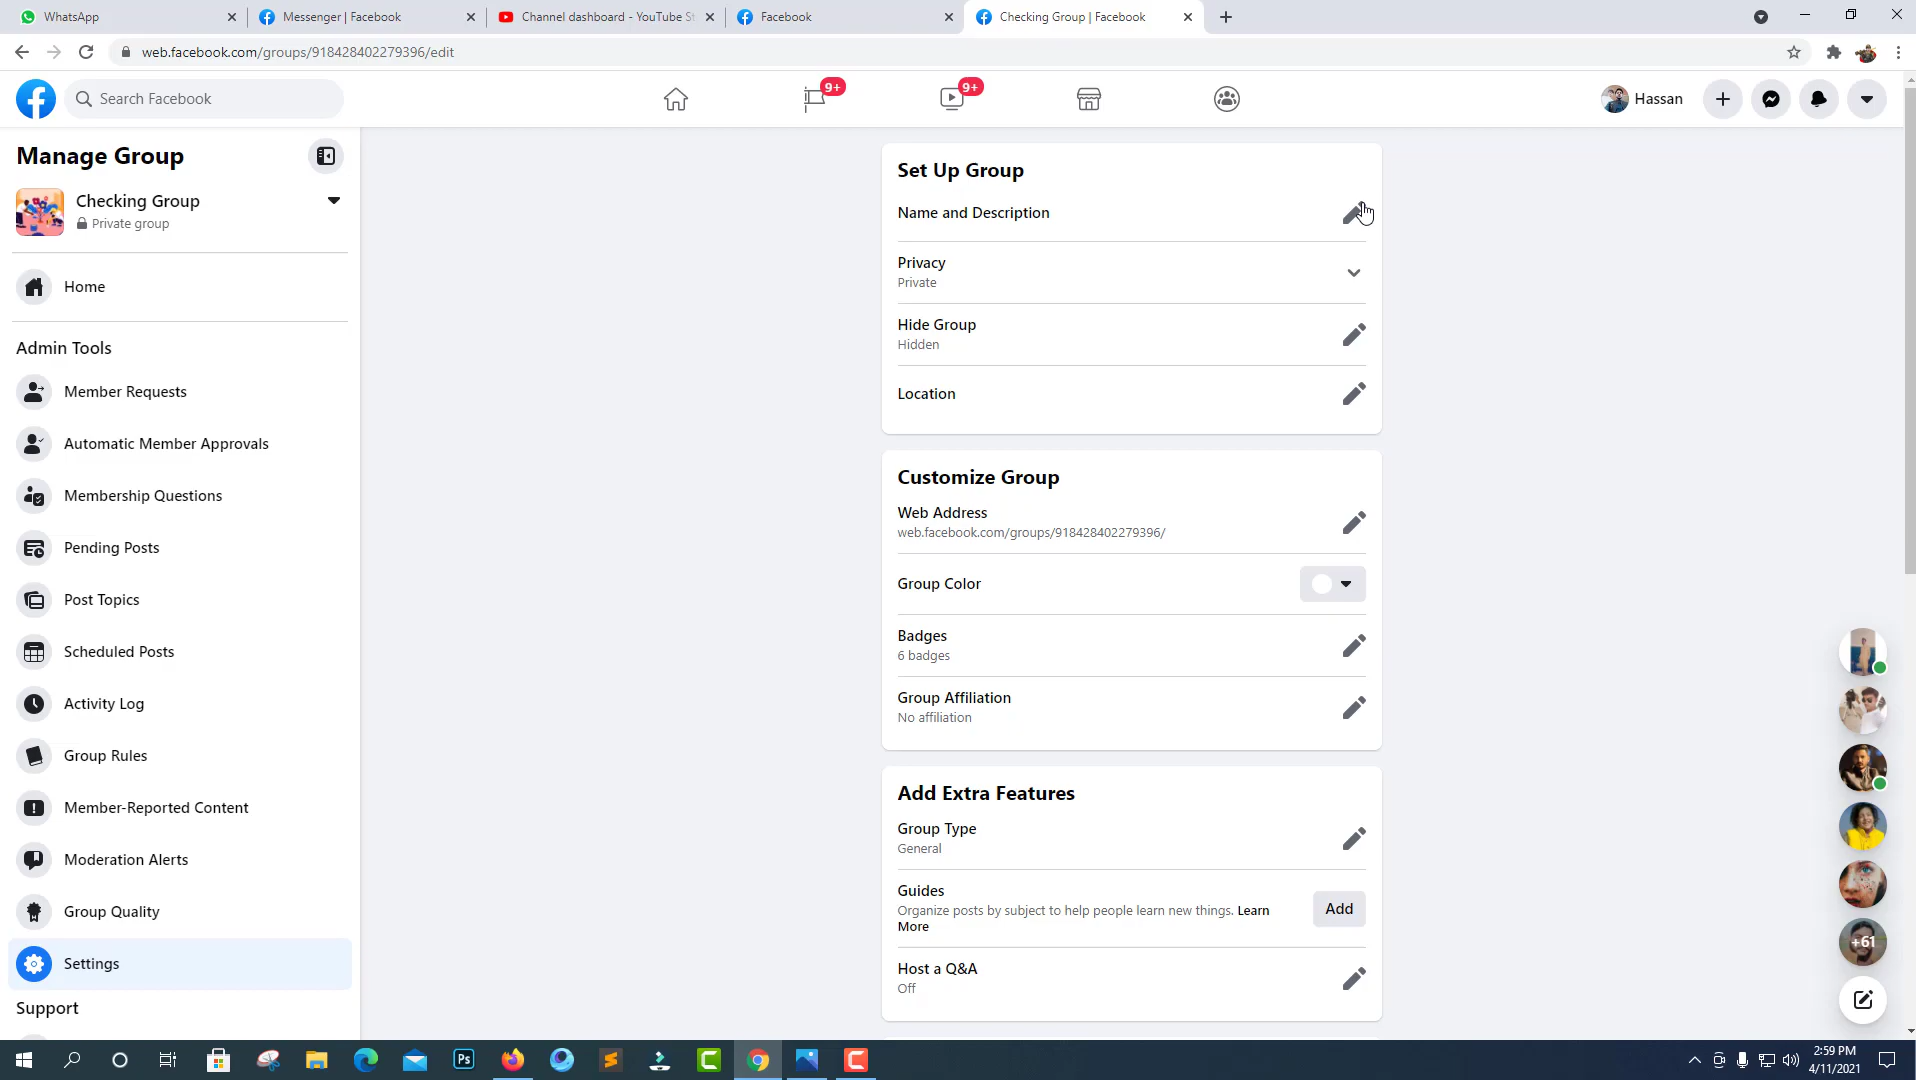 WhatsApp
Messenger | Facebook
Channel dashboard - YouTube St
Facebook
Checking Group | Facebook
web.facebook.com/groups/918428402279396/edit
Search Facebook
9+
9+
Hassan
Manage Group
Checking Group
Private group
Home
Admin Tools
Member Requests
Automatic Member Approvals
Membership Questions
Pending Posts
Post Topics
Scheduled Posts
Activity Log
Group Rules
Member-Reported Content
Moderation Alerts
Group Quality
Settings
Support
Set Up Group
Name and Description
Privacy
Private
Hide Group
Hidden
Location
Customize Group
Web Address
web.facebook.com/groups/918428402279396/
Group Color
Badges
6 badges
Group Affiliation
No affiliation
Add Extra Features
Group Type
General
Guides
Organize posts by subject to help people learn new things. Learn
More
Add
Host a Q&A
Off
+61
Ps
2:59 PM
4/11/2021